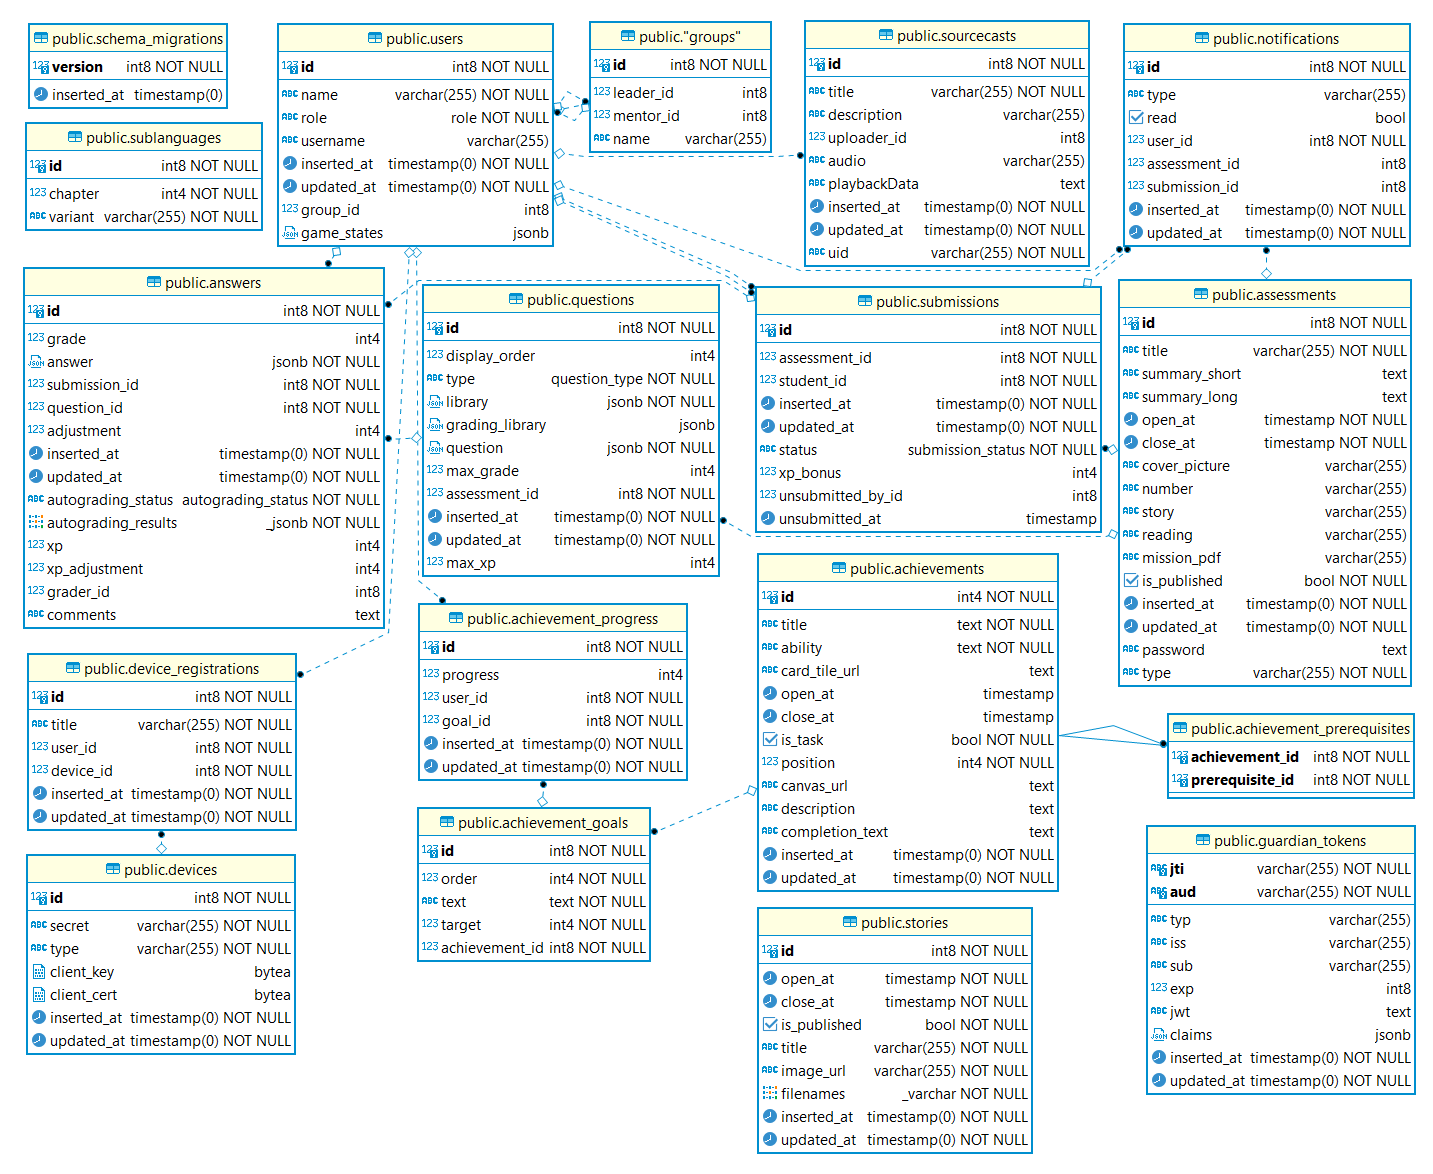 public.schema_migrations
version int8 NOT NULL
inserted_at timestamp(0)
public.sublanguages
id int8 NOT NULL
chapter int4 NOT NULL
variant varchar(255) NOT NULL
public.users
id int8 NOT NULL
name varchar(255) NOT NULL
role role NOT NULL
username varchar(255)
inserted_at timestamp(0) NOT NULL
updated_at timestamp(0) NOT NULL
group_id int8
game_states jsonb
public."groups"
id int8 NOT NULL
leader_id int8
mentor_id int8
name varchar(255)
public.sourcecasts
id int8 NOT NULL
title varchar(255) NOT NULL
description varchar(255)
uploader_id int8
audio varchar(255)
playbackData text
inserted_at timestamp(0) NOT NULL
updated_at timestamp(0) NOT NULL
uid varchar(255) NOT NULL
public.notifications
id int8 NOT NULL
type varchar(255)
read bool
user_id int8 NOT NULL
assessment_id int8
submission_id int8
inserted_at timestamp(0) NOT NULL
updated_at timestamp(0) NOT NULL
public.answers
id int8 NOT NULL
grade int4
answer jsonb NOT NULL
submission_id int8 NOT NULL
question_id int8 NOT NULL
adjustment int4
inserted_at timestamp(0) NOT NULL
updated_at timestamp(0) NOT NULL
autograding_status autograding_status NOT NULL
autograding_results _jsonb NOT NULL
xp int4
xp_adjustment int4
grader_id int8
comments text
public.questions
id int8 NOT NULL
display_order int4
type question_type NOT NULL
library jsonb NOT NULL
grading_library jsonb
question jsonb NOT NULL
max_grade int4
assessment_id int8 NOT NULL
inserted_at timestamp(0) NOT NULL
updated_at timestamp(0) NOT NULL
max_xp int4
public.submissions
id int8 NOT NULL
assessment_id int8 NOT NULL
student_id int8 NOT NULL
inserted_at timestamp(0) NOT NULL
updated_at timestamp(0) NOT NULL
status submission_status NOT NULL
xp_bonus int4
unsubmitted_by_id int8
unsubmitted_at timestamp
public.assessments
id int8 NOT NULL
title varchar(255) NOT NULL
summary_short text
summary_long text
open_at timestamp NOT NULL
close_at timestamp NOT NULL
cover_picture varchar(255)
number varchar(255)
story varchar(255)
reading varchar(255)
mission_pdf varchar(255)
is_published bool NOT NULL
inserted_at timestamp(0) NOT NULL
updated_at timestamp(0) NOT NULL
password text
type varchar(255) NOT NULL
public.device_registrations
id int8 NOT NULL
title varchar(255) NOT NULL
user_id int8 NOT NULL
device_id int8 NOT NULL
inserted_at timestamp(0) NOT NULL
updated_at timestamp(0) NOT NULL
public.achievement_progress
id int8 NOT NULL
progress int4
user_id int8 NOT NULL
goal_id int8 NOT NULL
inserted_at timestamp(0) NOT NULL
updated_at timestamp(0) NOT NULL
public.achievements
id int4 NOT NULL
title text NOT NULL
ability text NOT NULL
card_tile_url text
open_at timestamp
close_at timestamp
is_task bool NOT NULL
position int4 NOT NULL
canvas_url text
description text
completion_text text
inserted_at timestamp(0) NOT NULL
updated_at timestamp(0) NOT NULL
public.achievement_prerequisites
achievement_id int8 NOT NULL
prerequisite_id int8 NOT NULL
public.devices
id int8 NOT NULL
secret varchar(255) NOT NULL
type varchar(255) NOT NULL
client_key bytea
client_cert bytea
inserted_at timestamp(0) NOT NULL
updated_at timestamp(0) NOT NULL
public.achievement_goals
id int8 NOT NULL
order int4 NOT NULL
text text NOT NULL
target int4 NOT NULL
achievement_id int8 NOT NULL
public.stories
id int8 NOT NULL
open_at timestamp NOT NULL
close_at timestamp NOT NULL
is_published bool NOT NULL
title varchar(255) NOT NULL
image_url varchar(255) NOT NULL
filenames _varchar NOT NULL
inserted_at timestamp(0) NOT NULL
updated_at timestamp(0) NOT NULL
public.guardian_tokens
jti varchar(255) NOT NULL
aud varchar(255) NOT NULL
typ varchar(255)
iss varchar(255)
sub varchar(255)
exp int8
jwt text
claims jsonb
inserted_at timestamp(0) NOT NULL
updated_at timestamp(0) NOT NULL